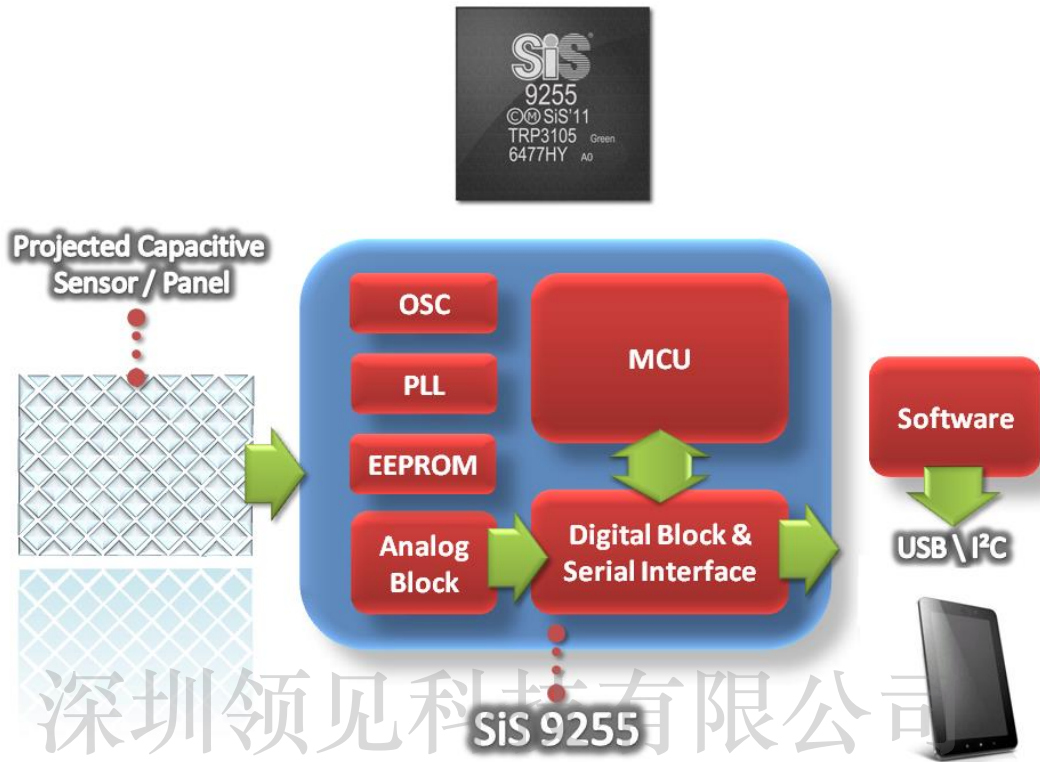 SiS
9255
ⒸⓂ SiS'11
TRP3105 Green
6477HY A0
Projected Capacitive
Sensor / Panel
OSC
PLL
EEPROM
Analog
Block
MCU
Digital Block &
Serial Interface
Software
USB \ I²C
SiS 9255
深圳领见科技有限公司